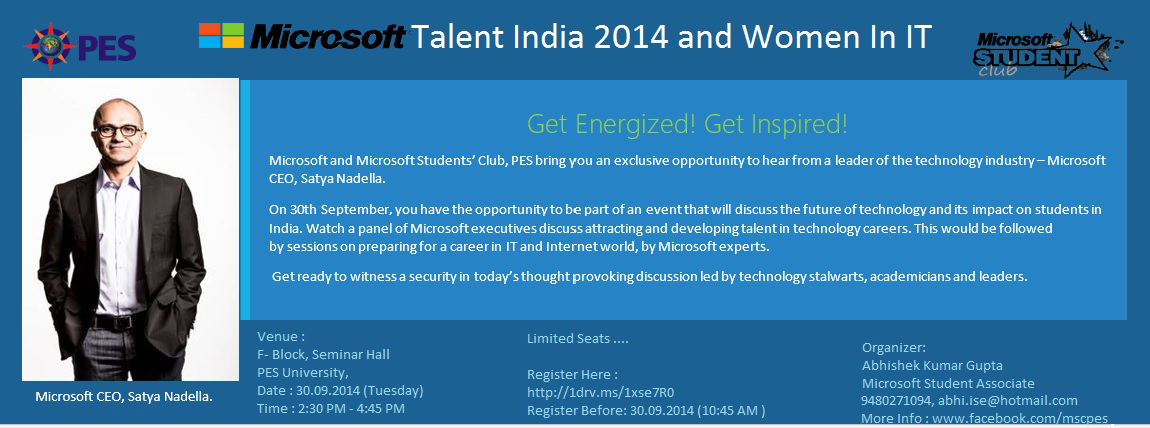 PES
Microsoft Talent India 2014 and Women In IT
Microsoft
STUDENT
club
Get Energized! Get Inspired!
Microsoft and Microsoft Students' Club, PES bring you an exclusive opportunity to hear from a leader of the technology industry – Microsoft
CEO, Satya Nadella.
On 30th September, you have the opportunity to be part of an event that will discuss the future of technology and its impact on students in
India. Watch a panel of Microsoft executives discuss attracting and developing talent in technology careers. This would be followed
by sessions on preparing for a career in IT and Internet world, by Microsoft experts.
Get ready to witness a security in today's thought provoking discussion led by technology stalwarts, academicians and leaders.
Microsoft CEO, Satya Nadella.
Venue :
F- Block, Seminar Hall
PES University,
Date : 30.09.2014 (Tuesday)
Time : 2:30 PM - 4:45 PM
Limited Seats ....
Register Here :
http://1drv.ms/1xse7R0
Register Before: 30.09.2014 (10:45 AM )
Organizer:
Abhishek Kumar Gupta
Microsoft Student Associate
9480271094, abhi.ise@hotmail.com
More Info : www.facebook.com/mscpes